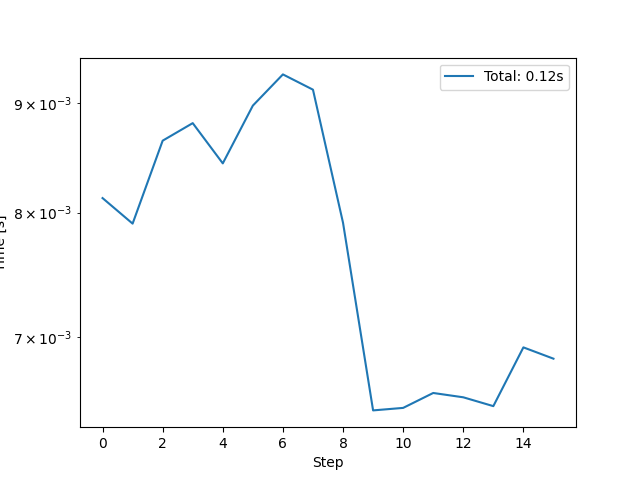 Total: 0.12s
9 × 10⁻³
8 × 10⁻³
7 × 10⁻³
[s]
0 2 4 6 8 10 12 14
Step